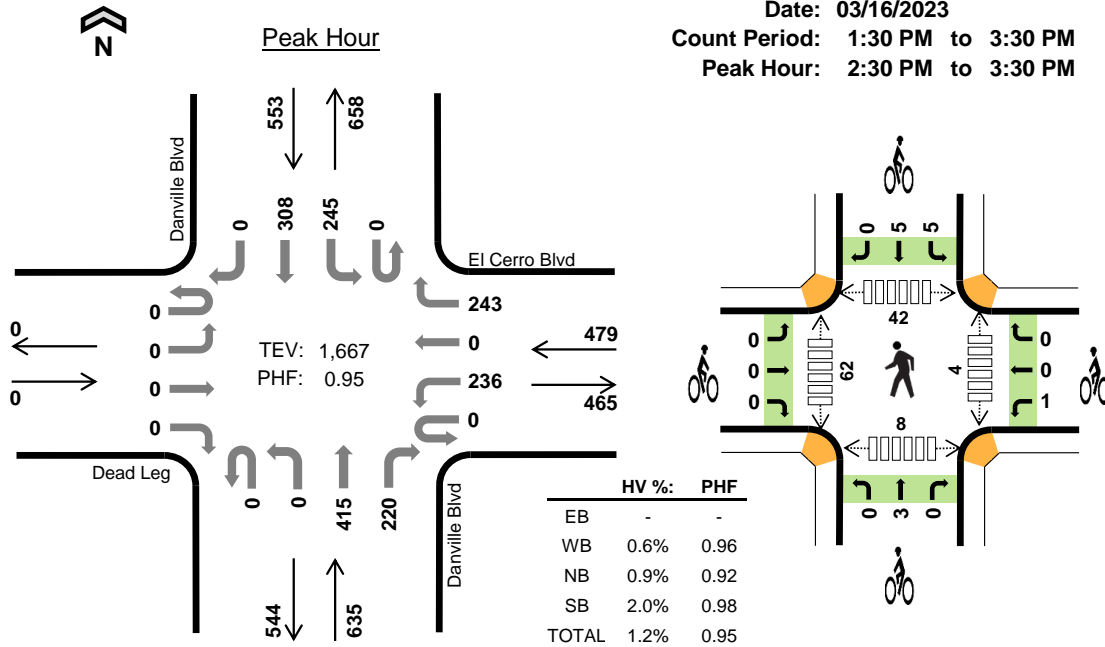 N
Peak Hour
Date: 03/16/2023
Count Period: 1:30 PM to 3:30 PM
Peak Hour: 2:30 PM to 3:30 PM
553
658
Danville Blvd
0
308
245
0
El Cerro Blvd
0
0
0
0
243
0
236
0
0
0
479
465
TEV: 1,667
PHF: 0.95
Dead Leg
0
0
415
220
Danville Blvd
544
635
HV %: PHF
EB - -
WB 0.6% 0.96
NB 0.9% 0.92
SB 2.0% 0.98
TOTAL 1.2% 0.95
0
5
5
42
0
0
0
62
4
0
0
1
8
0
3
0